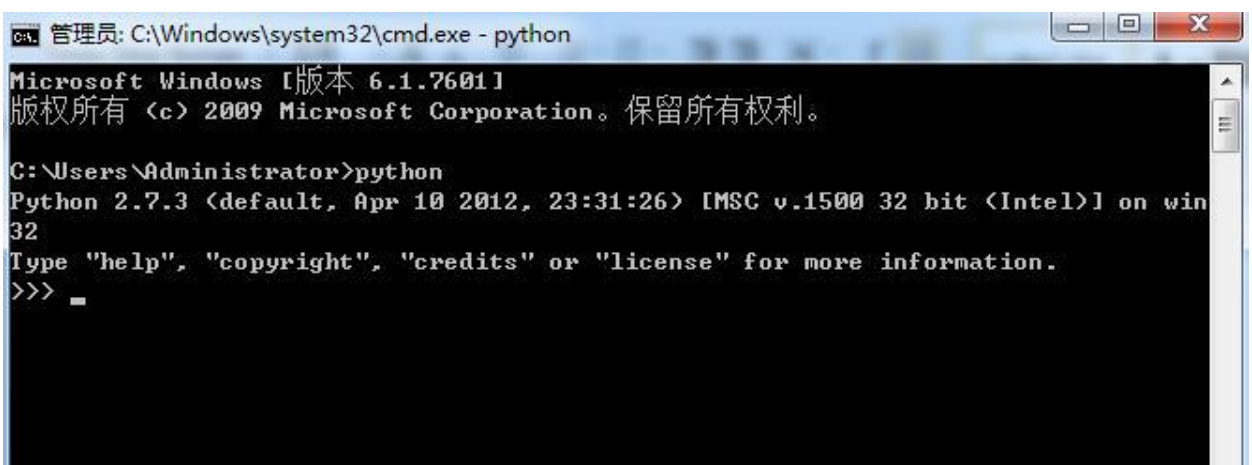 管理员: C:\Windows\system32\cmd.exe - python
Microsoft Windows [版本 6.1.7601]
版权所有 (c) 2009 Microsoft Corporation。保留所有权利。
C:\Users\Administrator>python
Python 2.7.3 (default, Apr 10 2012, 23:31:26) [MSC v.1500 32 bit (Intel)] on win
32
Type "help", "copyright", "credits" or "license" for more information.
>>> _